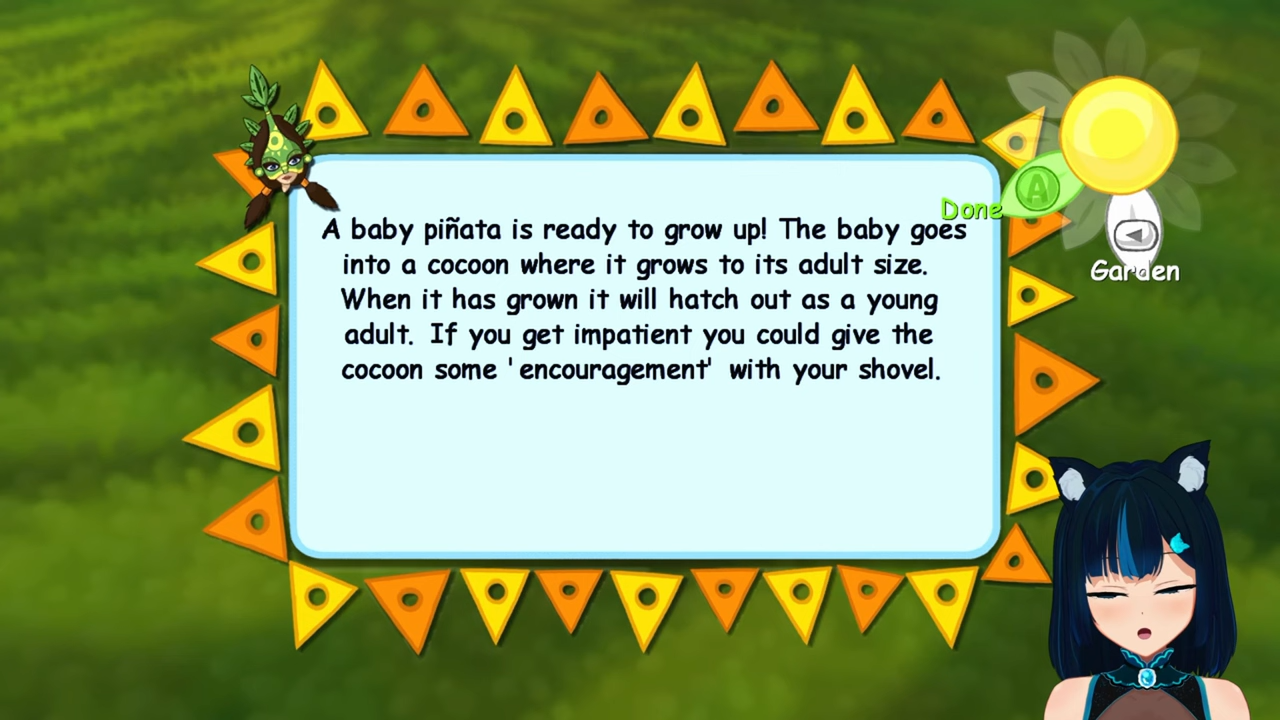 A baby piñata is ready to grow up! The baby goes
into a cocoon where it grows to its adult size.
When it has grown it will hatch out as a young
adult. If you get impatient you could give the
cocoon some 'encouragement' with your shovel.
Done
A
Garden